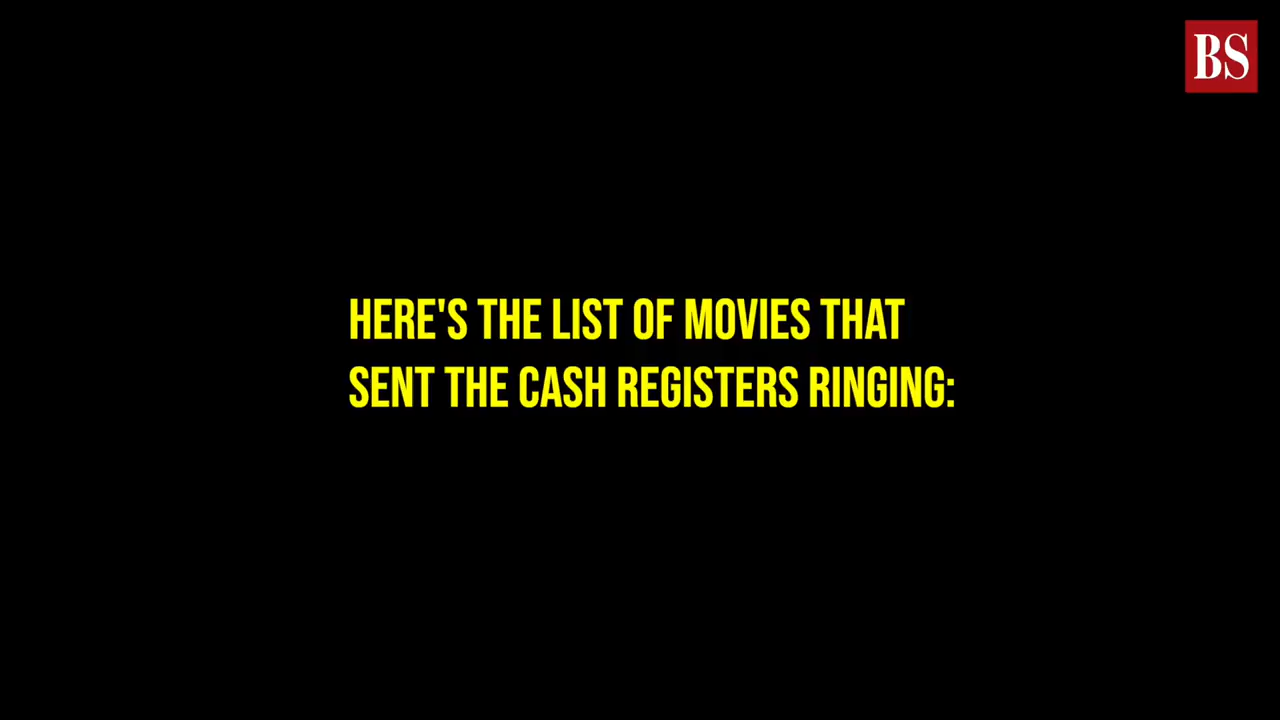 BS
HERE'S THE LIST OF MOVIES THAT
SENT THE CASH REGISTERS RINGING: